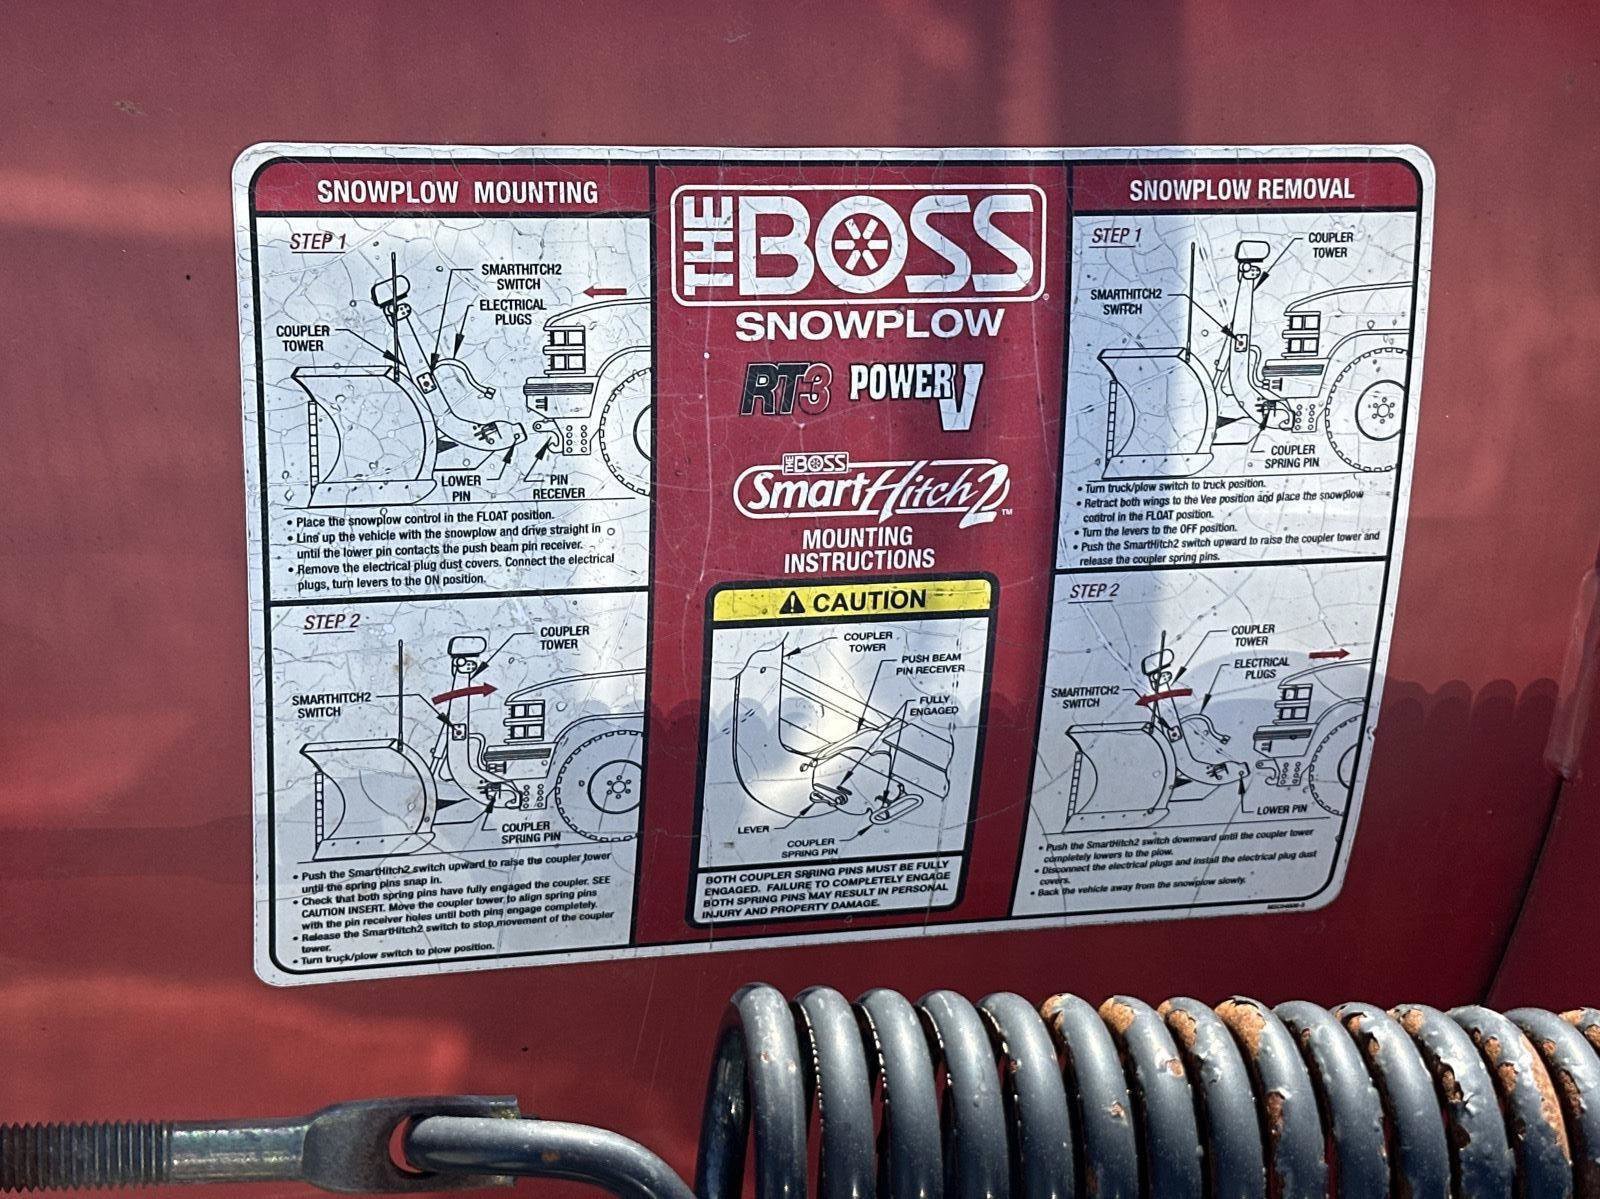 SNOWPLOW MOUNTING
STEP 1
SMARTHITCH2
SWITCH
ELECTRICAL
PLUGS
COUPLER
TOWER
LOWER
PIN
PIN
RECEIVER
• Place the snowplow control in the FLOAT position.
• Line up the vehicle with the snowplow and drive straight in
until the lower pin contacts the push beam pin receiver.
• Remove the electrical plug dust covers. Connect the electrical
plugs, turn levers to the ON position.
STEP 2
COUPLER
TOWER
SMARTHITCH2
SWITCH
COUPLER
SPRING PIN
• Push the SmartHitch2 switch upward to raise the coupler tower
until the spring pins snap in.
• Check that both spring pins have fully engaged the coupler. SEE
CAUTION INSERT. Move the coupler tower to align spring pins
with the pin receiver holes until both pins engage completely.
• Release the SmartHitch2 switch to stop movement of the coupler
tower.
• Turn truck/plow switch to plow position.
THE BOSS
SNOWPLOW
RT3 POWER V
THE BOSS
SmartHitch2™
MOUNTING
INSTRUCTIONS
CAUTION
COUPLER
TOWER
PUSH BEAM
PIN RECEIVER
FULLY
ENGAGED
LEVER
COUPLER
SPRING PIN
BOTH COUPLER SPRING PINS MUST BE FULLY
ENGAGED. FAILURE TO COMPLETELY ENGAGE
BOTH SPRING PINS MAY RESULT IN PERSONAL
INJURY AND PROPERTY DAMAGE.
SNOWPLOW REMOVAL
STEP 1
COUPLER
TOWER
SMARTHITCH2
SWITCH
COUPLER
SPRING PIN
• Turn truck/plow switch to truck position.
• Retract both wings to the Vee position and place the snowplow
control in the FLOAT position.
• Turn the levers to the OFF position.
• Push the SmartHitch2 switch upward to raise the coupler tower and
release the coupler spring pins.
STEP 2
COUPLER
TOWER
ELECTRICAL
PLUGS
SMARTHITCH2
SWITCH
LOWER PIN
• Push the SmartHitch2 switch downward until the coupler tower
completely lowers to the plow.
• Disconnect the electrical plugs and install the electrical plug dust
covers.
• Back the vehicle away from the snowplow slowly.